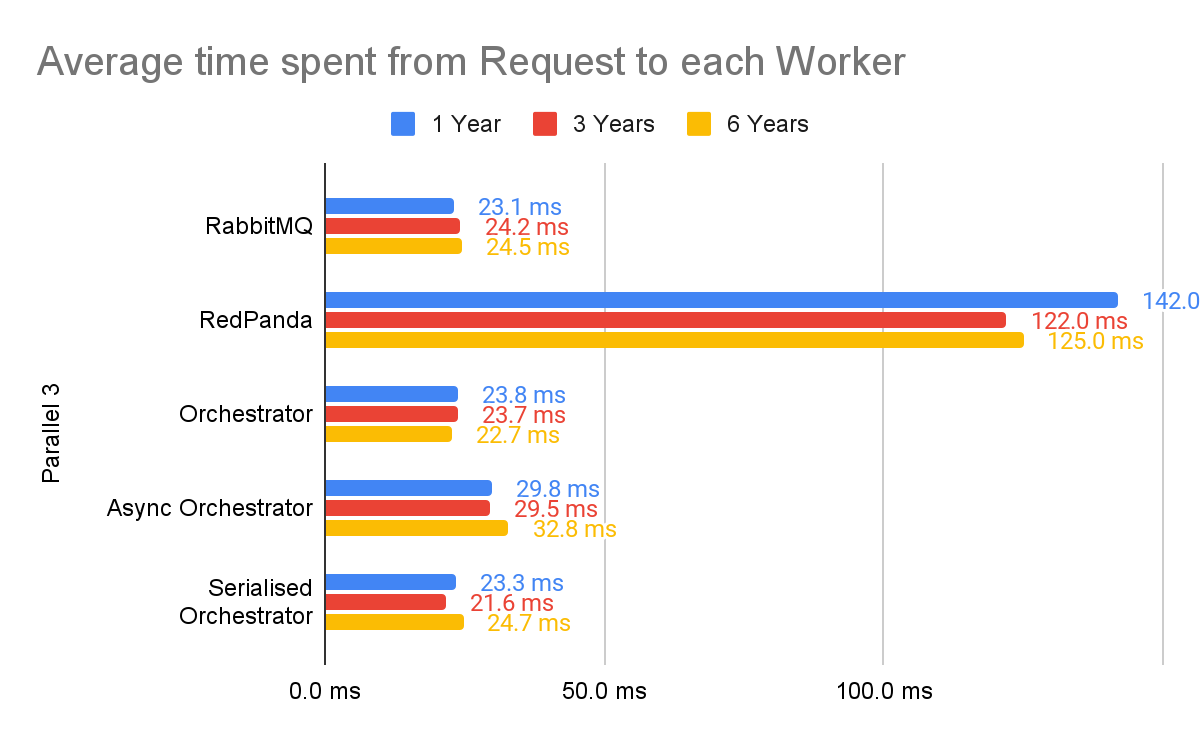 Average time spent from Request to each Worker
1 Year
3 Years
6 Years
Parallel 3
RabbitMQ
23.1 ms
24.2 ms
24.5 ms
RedPanda
142.0
122.0 ms
125.0 ms
Orchestrator
23.8 ms
23.7 ms
22.7 ms
Async Orchestrator
29.8 ms
29.5 ms
32.8 ms
Serialised
Orchestrator
23.3 ms
21.6 ms
24.7 ms
0.0 ms
50.0 ms
100.0 ms